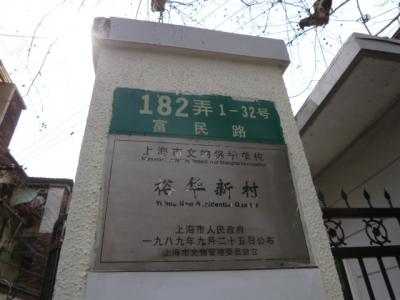 182弄 1-32号
富民路
上海市文物保护单位
裕华新村
上海市人民政府
一九八九年九月二十五日公布
上海市文物管理委员会立